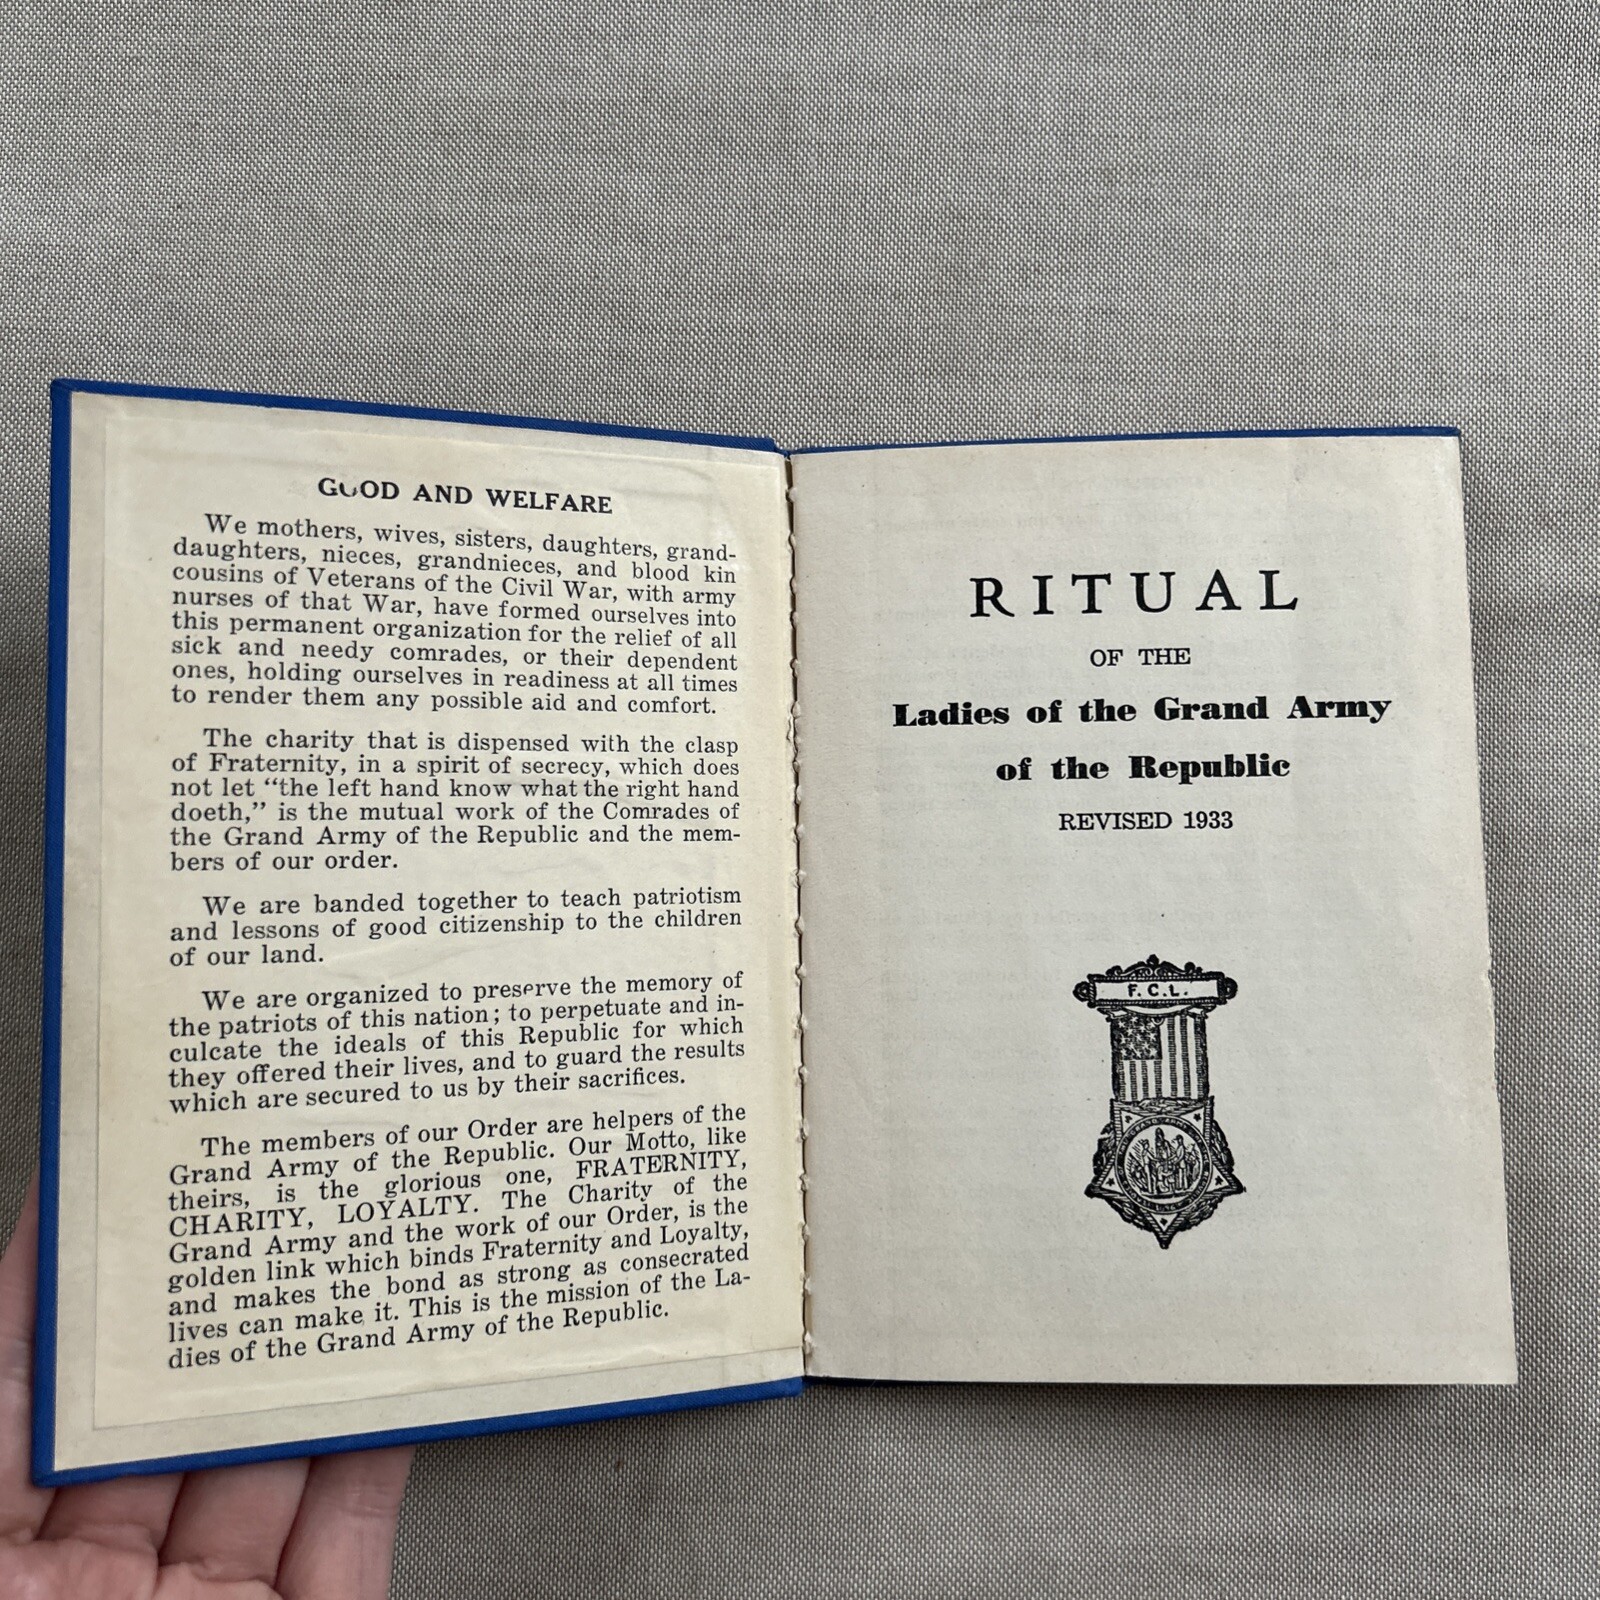 GOOD AND WELFARE
We mothers, wives, sisters, daughters, grand-
daughters, nieces, grandnieces, and blood kin
cousins of Veterans of the Civil War, with army
nurses of that War, have formed ourselves into
this permanent organization for the relief of all
sick and needy comrades, or their dependent
ones, holding ourselves in readiness at all times
to render them any possible aid and comfort.
The charity that is dispensed with the clasp
of Fraternity, in a spirit of secrecy, which does
not let “the left hand know what the right hand
doeth,” is the mutual work of the Comrades of
the Grand Army of the Republic and the mem-
bers of our order.
We are banded together to teach patriotism
and lessons of good citizenship to the children
of our land.
We are organized to preserve the memory of
the patriots of this nation; to perpetuate and in-
culcate the ideals of this Republic for which
they offered their lives, and to guard the results
which are secured to us by their sacrifices.
The members of our Order are helpers of the
Grand Army of the Republic. Our Motto, like
theirs, is the glorious one, FRATERNITY,
CHARITY, LOYALTY. The Charity of the
Grand Army and the work of our Order, is the
golden link which binds Fraternity and Loyalty,
and makes the bond as strong as consecrated
lives can make it. This is the mission of the La-
dies of the Grand Army of the Republic.
RITUAL
OF THE
Ladies of the Grand Army
of the Republic
REVISED 1933
F.C.L.